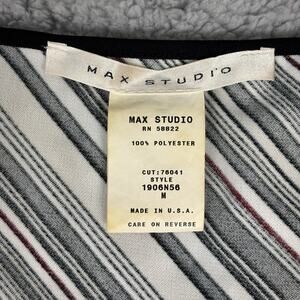 MAX STUDIO
MAX STUDIO
RN 58822
100% POLYESTER
CUT:76041
STYLE
1906N56
M
MADE IN U.S.A.
CARE ON REVERSE